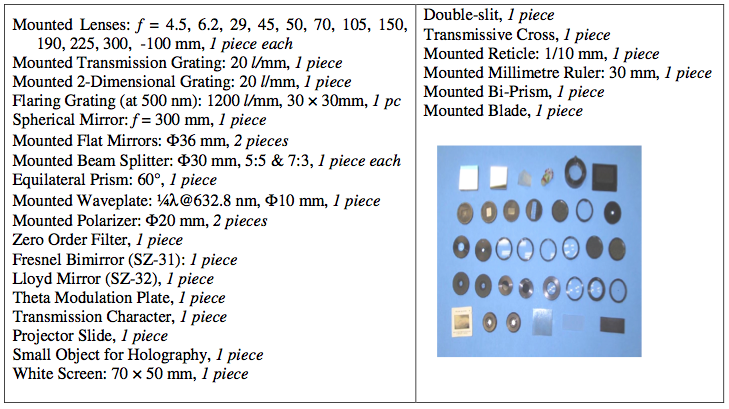 Mounted Lenses: f = 4.5, 6.2, 29, 45, 50, 70, 105, 150,
190, 225, 300, -100 mm, 1 piece each
Mounted Transmission Grating: 20 l/mm, 1 piece
Mounted 2-Dimensional Grating: 20 l/mm, 1 piece
Flaring Grating (at 500 nm): 1200 l/mm, 30 × 30mm, 1 pc
Spherical Mirror: f = 300 mm, 1 piece
Mounted Flat Mirrors: Φ36 mm, 2 pieces
Mounted Beam Splitter: Φ30 mm, 5:5 & 7:3, 1 piece each
Equilateral Prism: 60°, 1 piece
Mounted Waveplate: ¼λ@632.8 nm, Φ10 mm, 1 piece
Mounted Polarizer: Φ20 mm, 2 pieces
Zero Order Filter, 1 piece
Fresnel Bimirror (SZ-31): 1 piece
Lloyd Mirror (SZ-32), 1 piece
Theta Modulation Plate, 1 piece
Transmission Character, 1 piece
Projector Slide, 1 piece
Small Object for Holography, 1 piece
White Screen: 70 × 50 mm, 1 piece
Double-slit, 1 piece
Transmissive Cross, 1 piece
Mounted Reticle: 1/10 mm, 1 piece
Mounted Millimetre Ruler: 30 mm, 1 piece
Mounted Bi-Prism, 1 piece
Mounted Blade, 1 piece